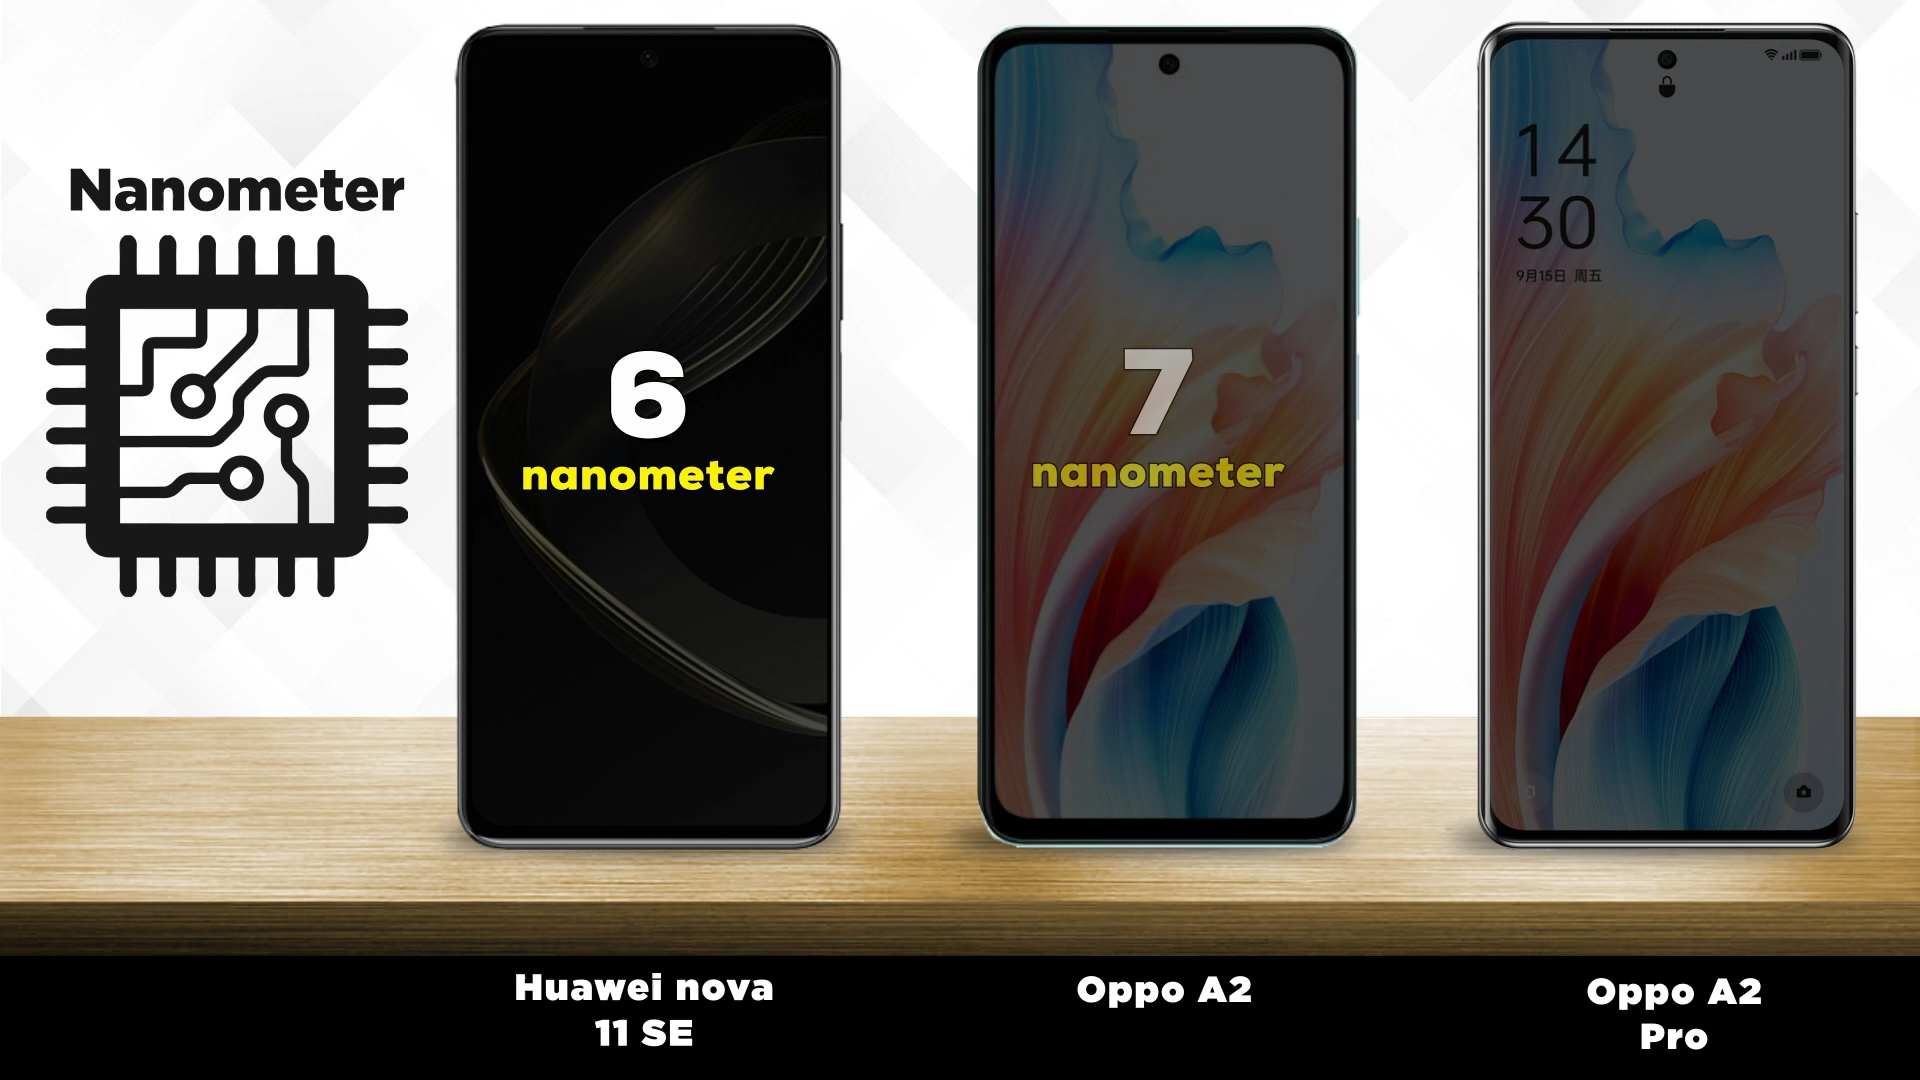 Nanometer
6
nanometer
7
nanometer
14
30
9月15日 周五
Huawei nova
11 SE
Oppo A2
Oppo A2
Pro